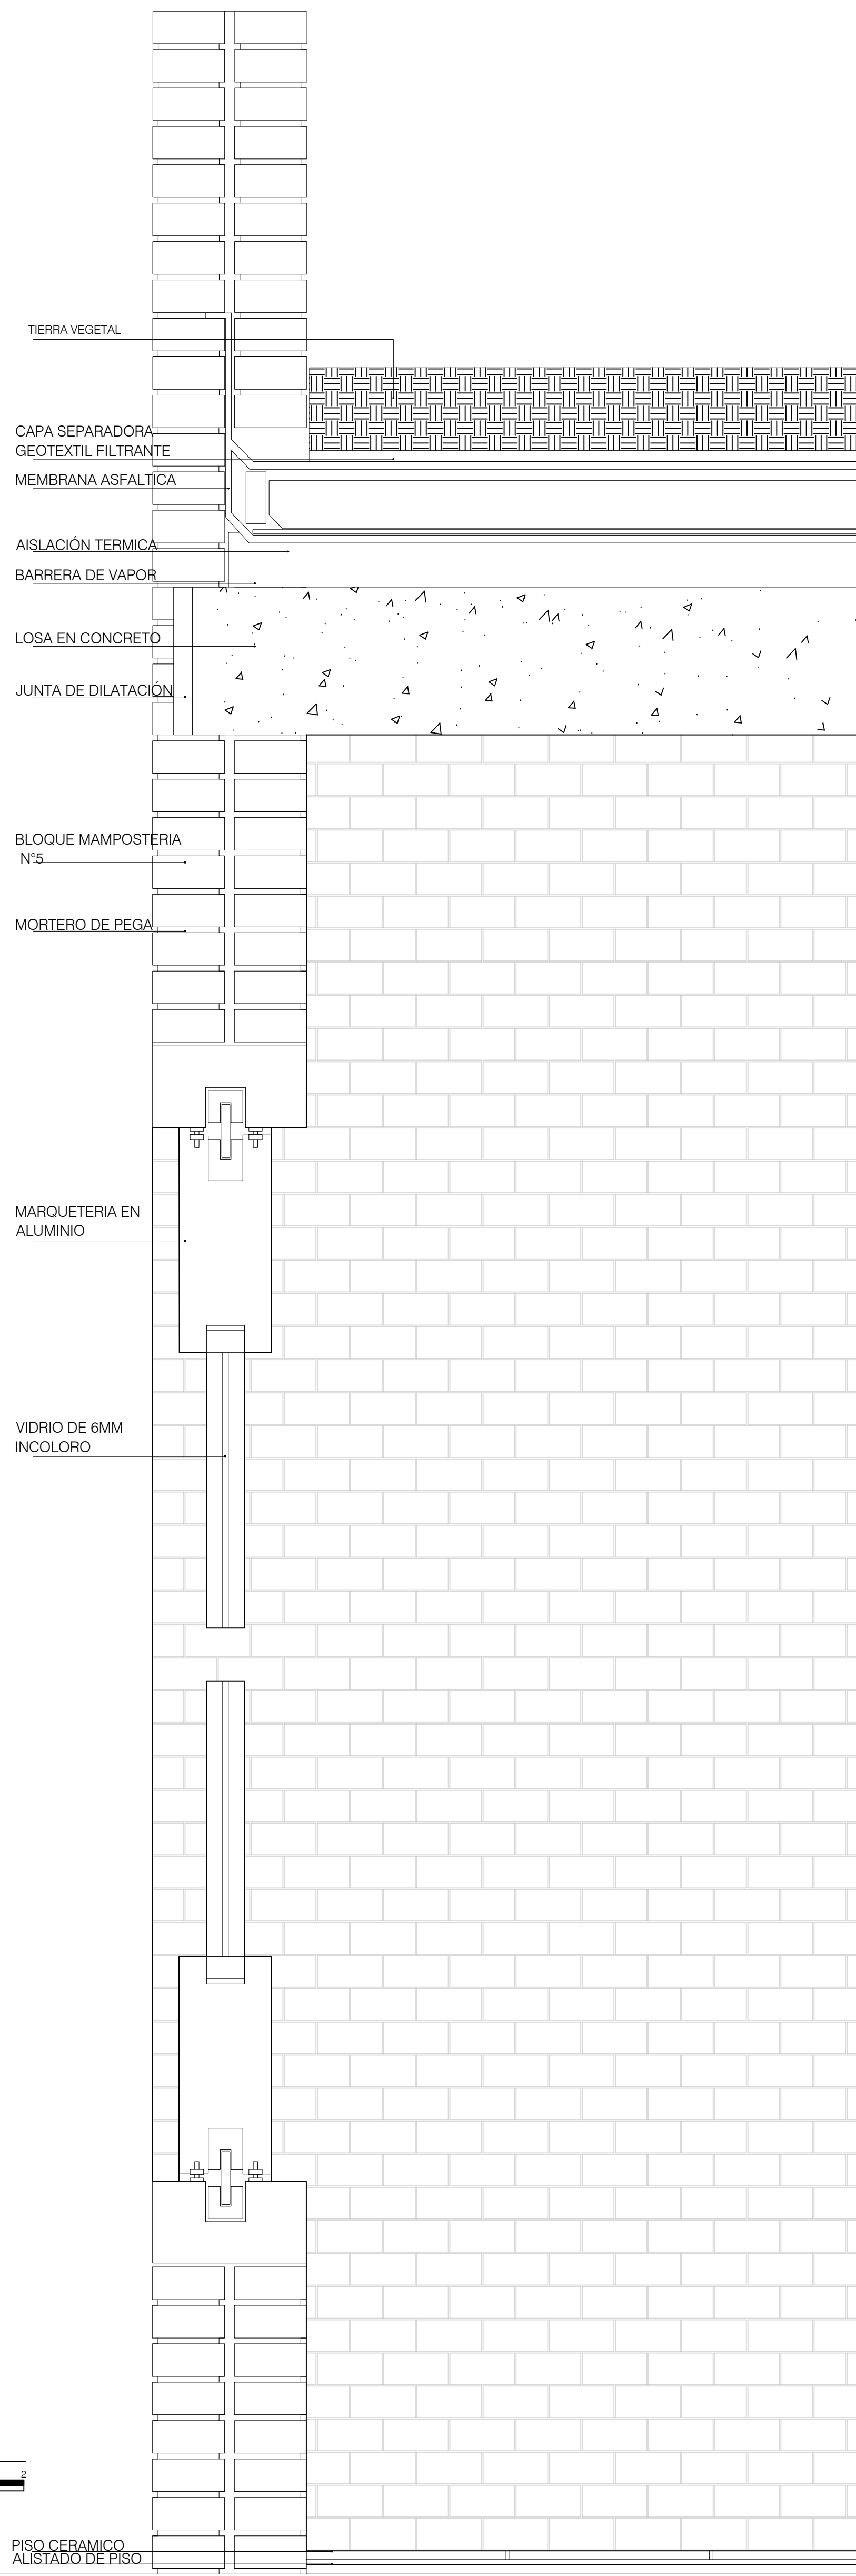 TIERRA VEGETAL
CAPA SEPARADORA
GEOTEXTIL FILTRANTE
MEMBRANA ASFALTICA
AISLACIÓN TERMICA
BARRERA DE VAPOR
LOSA EN CONCRETO
JUNTA DE DILATACIÓN
BLOQUE MAMPOSTERIA
N°5
MORTERO DE PEGA
MARQUETERIA EN
ALUMINIO
VIDRIO DE 6MM
INCOLORO
2
PISO CERAMICO
ALISTADO DE PISO